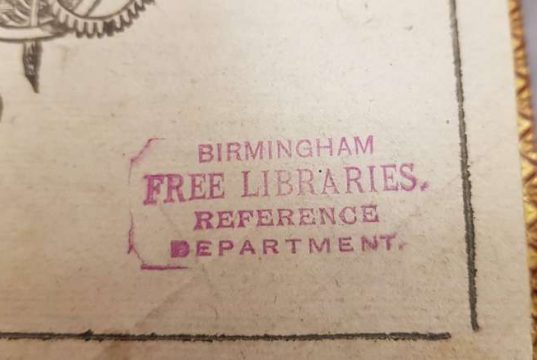 BIRMINGHAM
FREE LIBRARIES.
REFERENCE
DEPARTMENT.